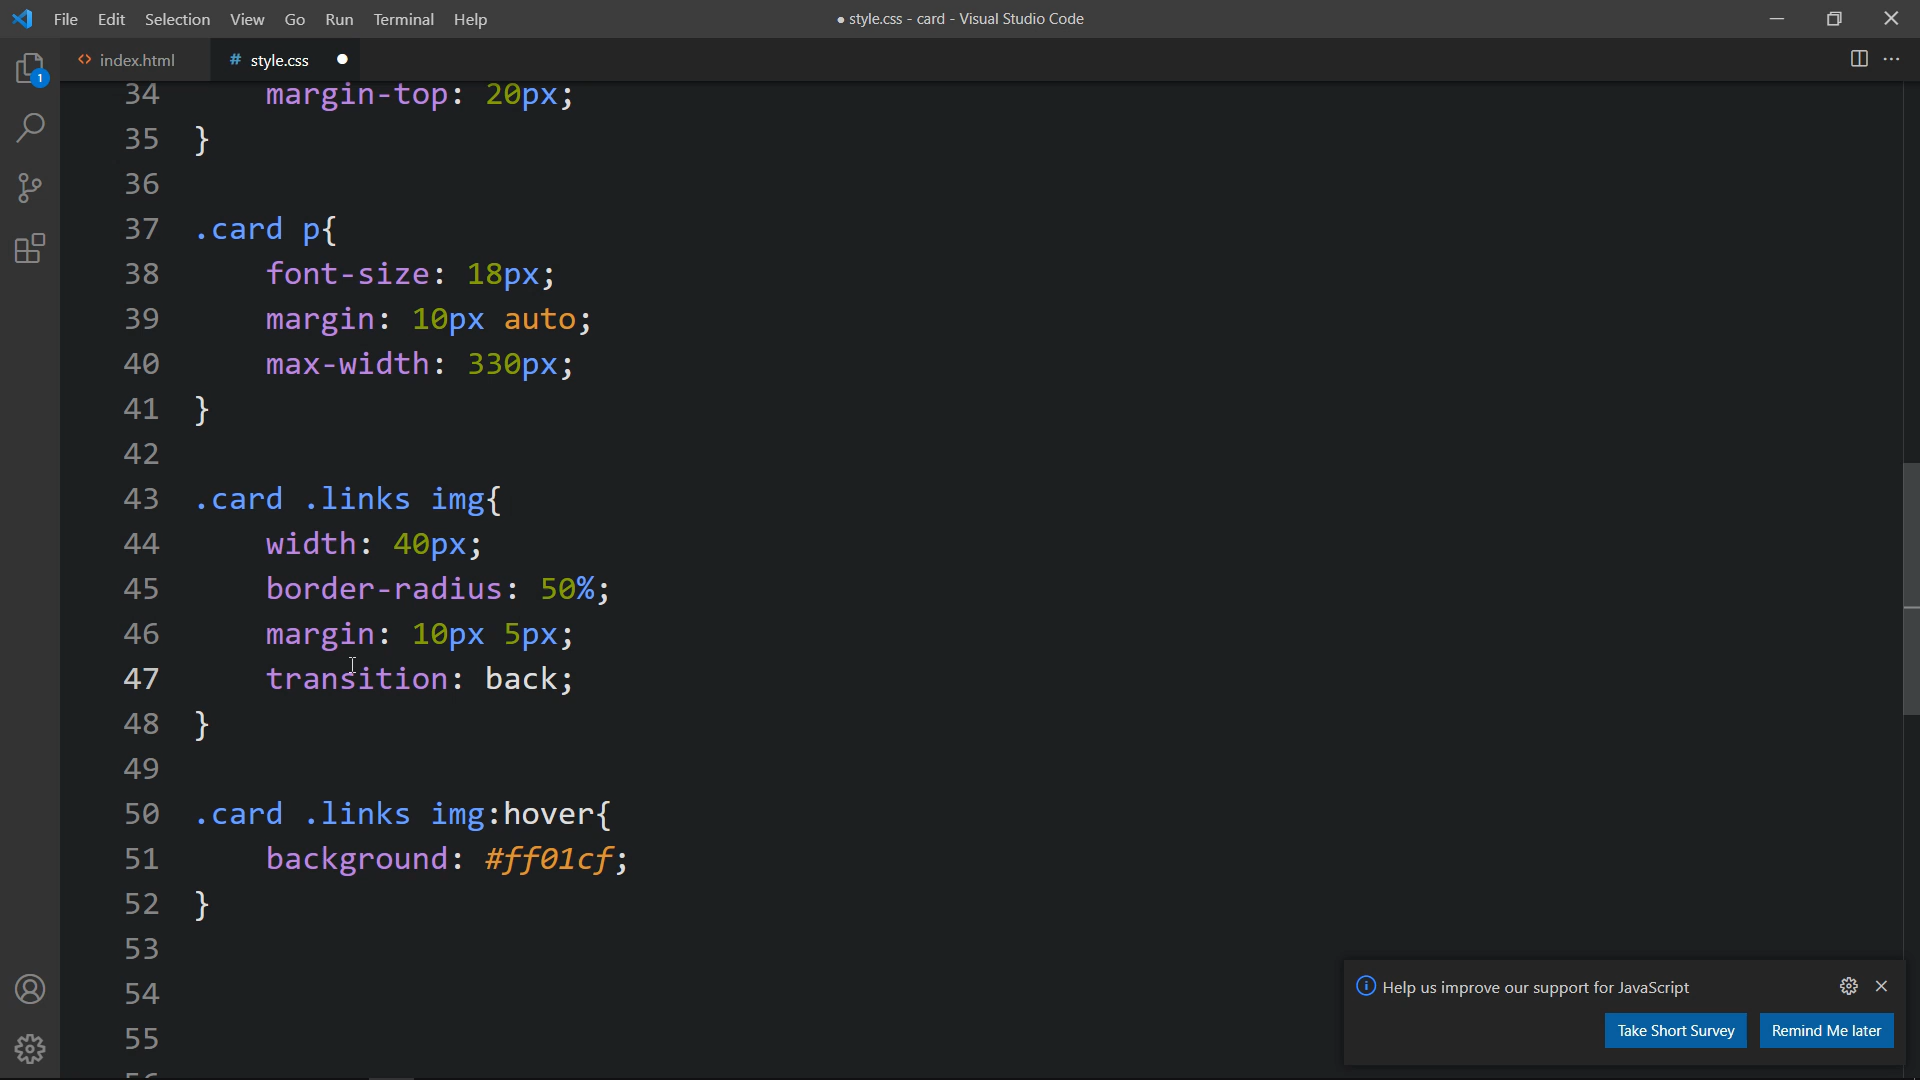 File Edit Selection View Go Run Terminal Help
● style.css - card - Visual Studio Code
<> index.html
# style.css ●
34 margin-top: 20px;
35 }
36
37 .card p{
38 font-size: 18px;
39 margin: 10px auto;
40 max-width: 330px;
41 }
42
43 .card .links img{
44 width: 40px;
45 border-radius: 50%;
46 margin: 10px 5px;
47 transition: back;
48 }
49
50 .card .links img:hover{
51 background: #ff01cf;
52 }
53
54
55
1
Help us improve our support for JavaScript
Take Short Survey
Remind Me later